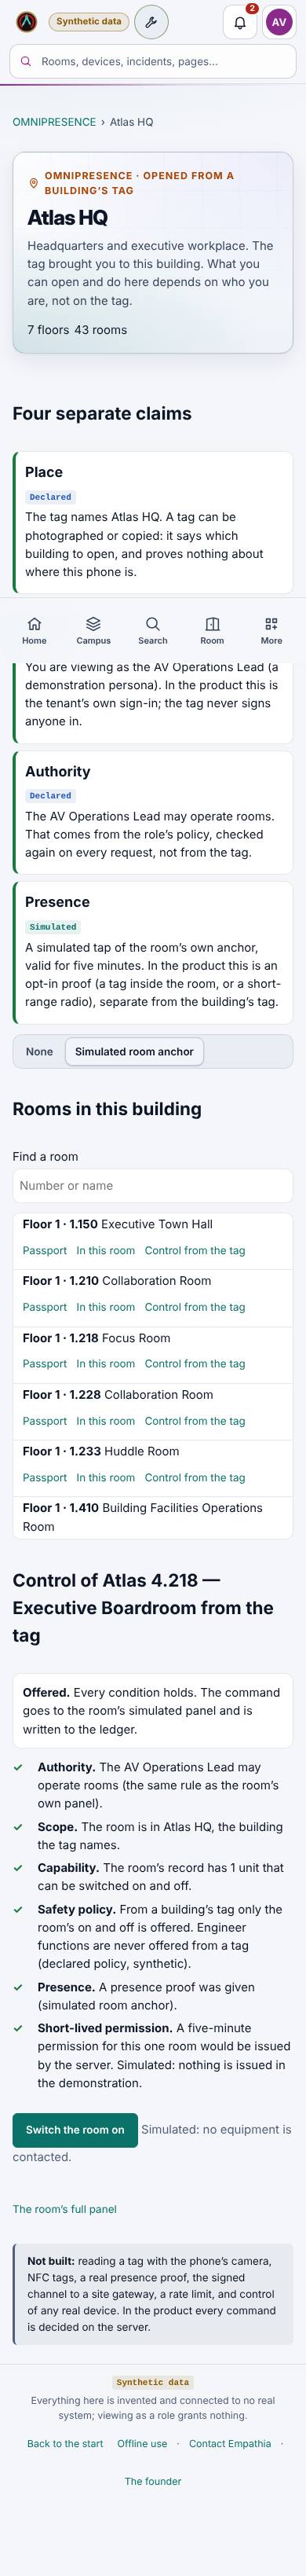 Synthetic data
2
AV
Rooms, devices, incidents, pages...
OMNIPRESENCE › Atlas HQ
OMNIPRESENCE · OPENED FROM A
BUILDING'S TAG
Atlas HQ
Headquarters and executive workplace. The
tag brought you to this building. What you
can open and do here depends on who you
are, not on the tag.
7 floors 43 rooms
Four separate claims
Place
Declared
The tag names Atlas HQ. A tag can be
photographed or copied: it says which
building to open, and proves nothing about
where this phone is.
Home Campus Search Room More
You are viewing as the AV Operations Lead (a
demonstration persona). In the product this is
the tenant's own sign-in; the tag never signs
anyone in.
Authority
Declared
The AV Operations Lead may operate rooms.
That comes from the role's policy, checked
again on every request, not from the tag.
Presence
Simulated
A simulated tap of the room's own anchor,
valid for five minutes. In the product this is an
opt-in proof (a tag inside the room, or a short-
range radio), separate from the building's tag.
None Simulated room anchor
Rooms in this building
Find a room
Number or name
Floor 1 · 1.150 Executive Town Hall
Passport In this room Control from the tag
Floor 1 · 1.210 Collaboration Room
Passport In this room Control from the tag
Floor 1 · 1.218 Focus Room
Passport In this room Control from the tag
Floor 1 · 1.228 Collaboration Room
Passport In this room Control from the tag
Floor 1 · 1.233 Huddle Room
Passport In this room Control from the tag
Floor 1 · 1.410 Building Facilities Operations
Room
Control of Atlas 4.218 —
Executive Boardroom from the
tag
Offered. Every condition holds. The command
goes to the room's simulated panel and is
written to the ledger.
✓ Authority. The AV Operations Lead may
operate rooms (the same rule as the room's
own panel).
✓ Scope. The room is in Atlas HQ, the building
the tag names.
✓ Capability. The room's record has 1 unit that
can be switched on and off.
✓ Safety policy. From a building's tag only the
room's on and off is offered. Engineer
functions are never offered from a tag
(declared policy, synthetic).
✓ Presence. A presence proof was given
(simulated room anchor).
✓ Short-lived permission. A five-minute
permission for this one room would be issued
by the server. Simulated: nothing is issued in
the demonstration.
Switch the room on Simulated: no equipment is
contacted.
The room's full panel
Not built: reading a tag with the phone's camera,
NFC tags, a real presence proof, the signed
channel to a site gateway, a rate limit, and control
of any real device. In the product every command
is decided on the server.
Synthetic data
Everything here is invented and connected to no real
system; viewing as a role grants nothing.
Back to the start Offline use · Contact Empathia ·
The founder